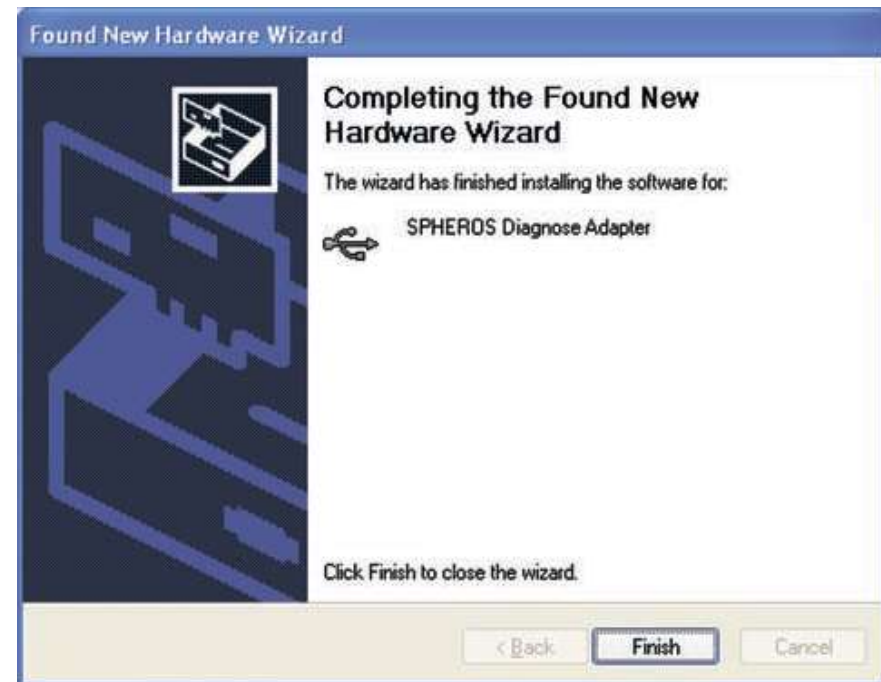 Found New Hardware Wizard
Completing the Found New
Hardware Wizard
The wizard has finished installing the software for:
SPHEROS Diagnose Adapter
Click Finish to close the wizard.
< Back
Finish
Cancel